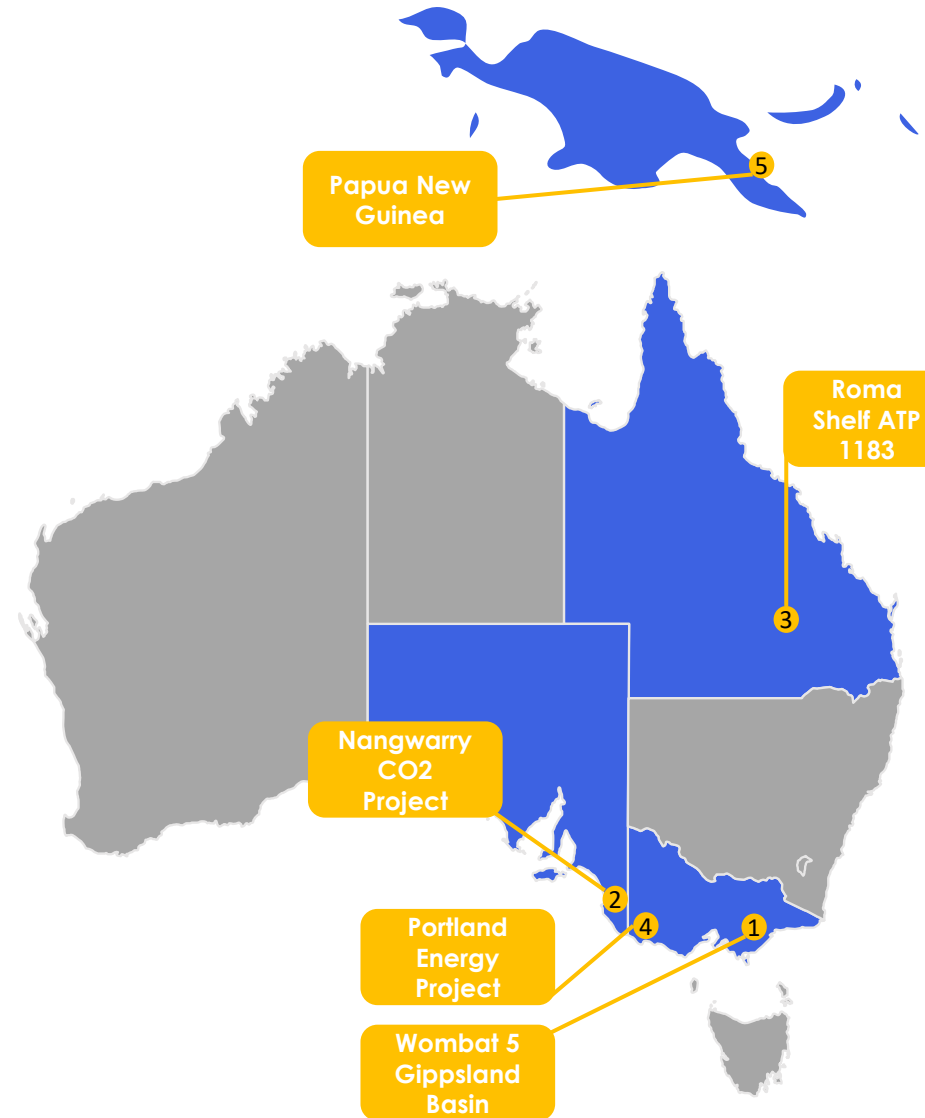 5
Papua New
Guinea
Roma
Shelf ATP
1183
3
Nangwarry
CO2
Project
2
Portland
Energy
Project
4
1
Wombat 5
Gippsland
Basin